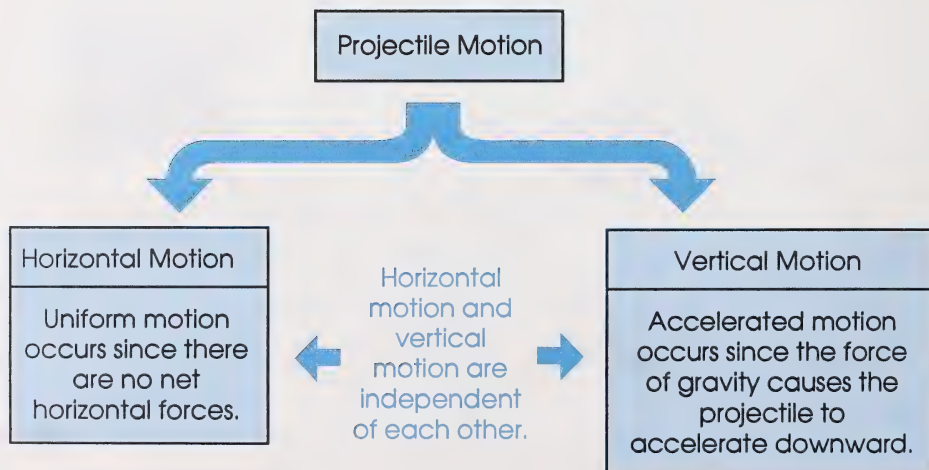 Projectile Motion
Horizontal Motion
Uniform motion
occurs since there
are no net
horizontal forces.
Horizontal
motion and
vertical
motion are
independent
of each other.
Vertical Motion
Accelerated motion
occurs since the force
of gravity causes the
projectile to
accelerate downward.